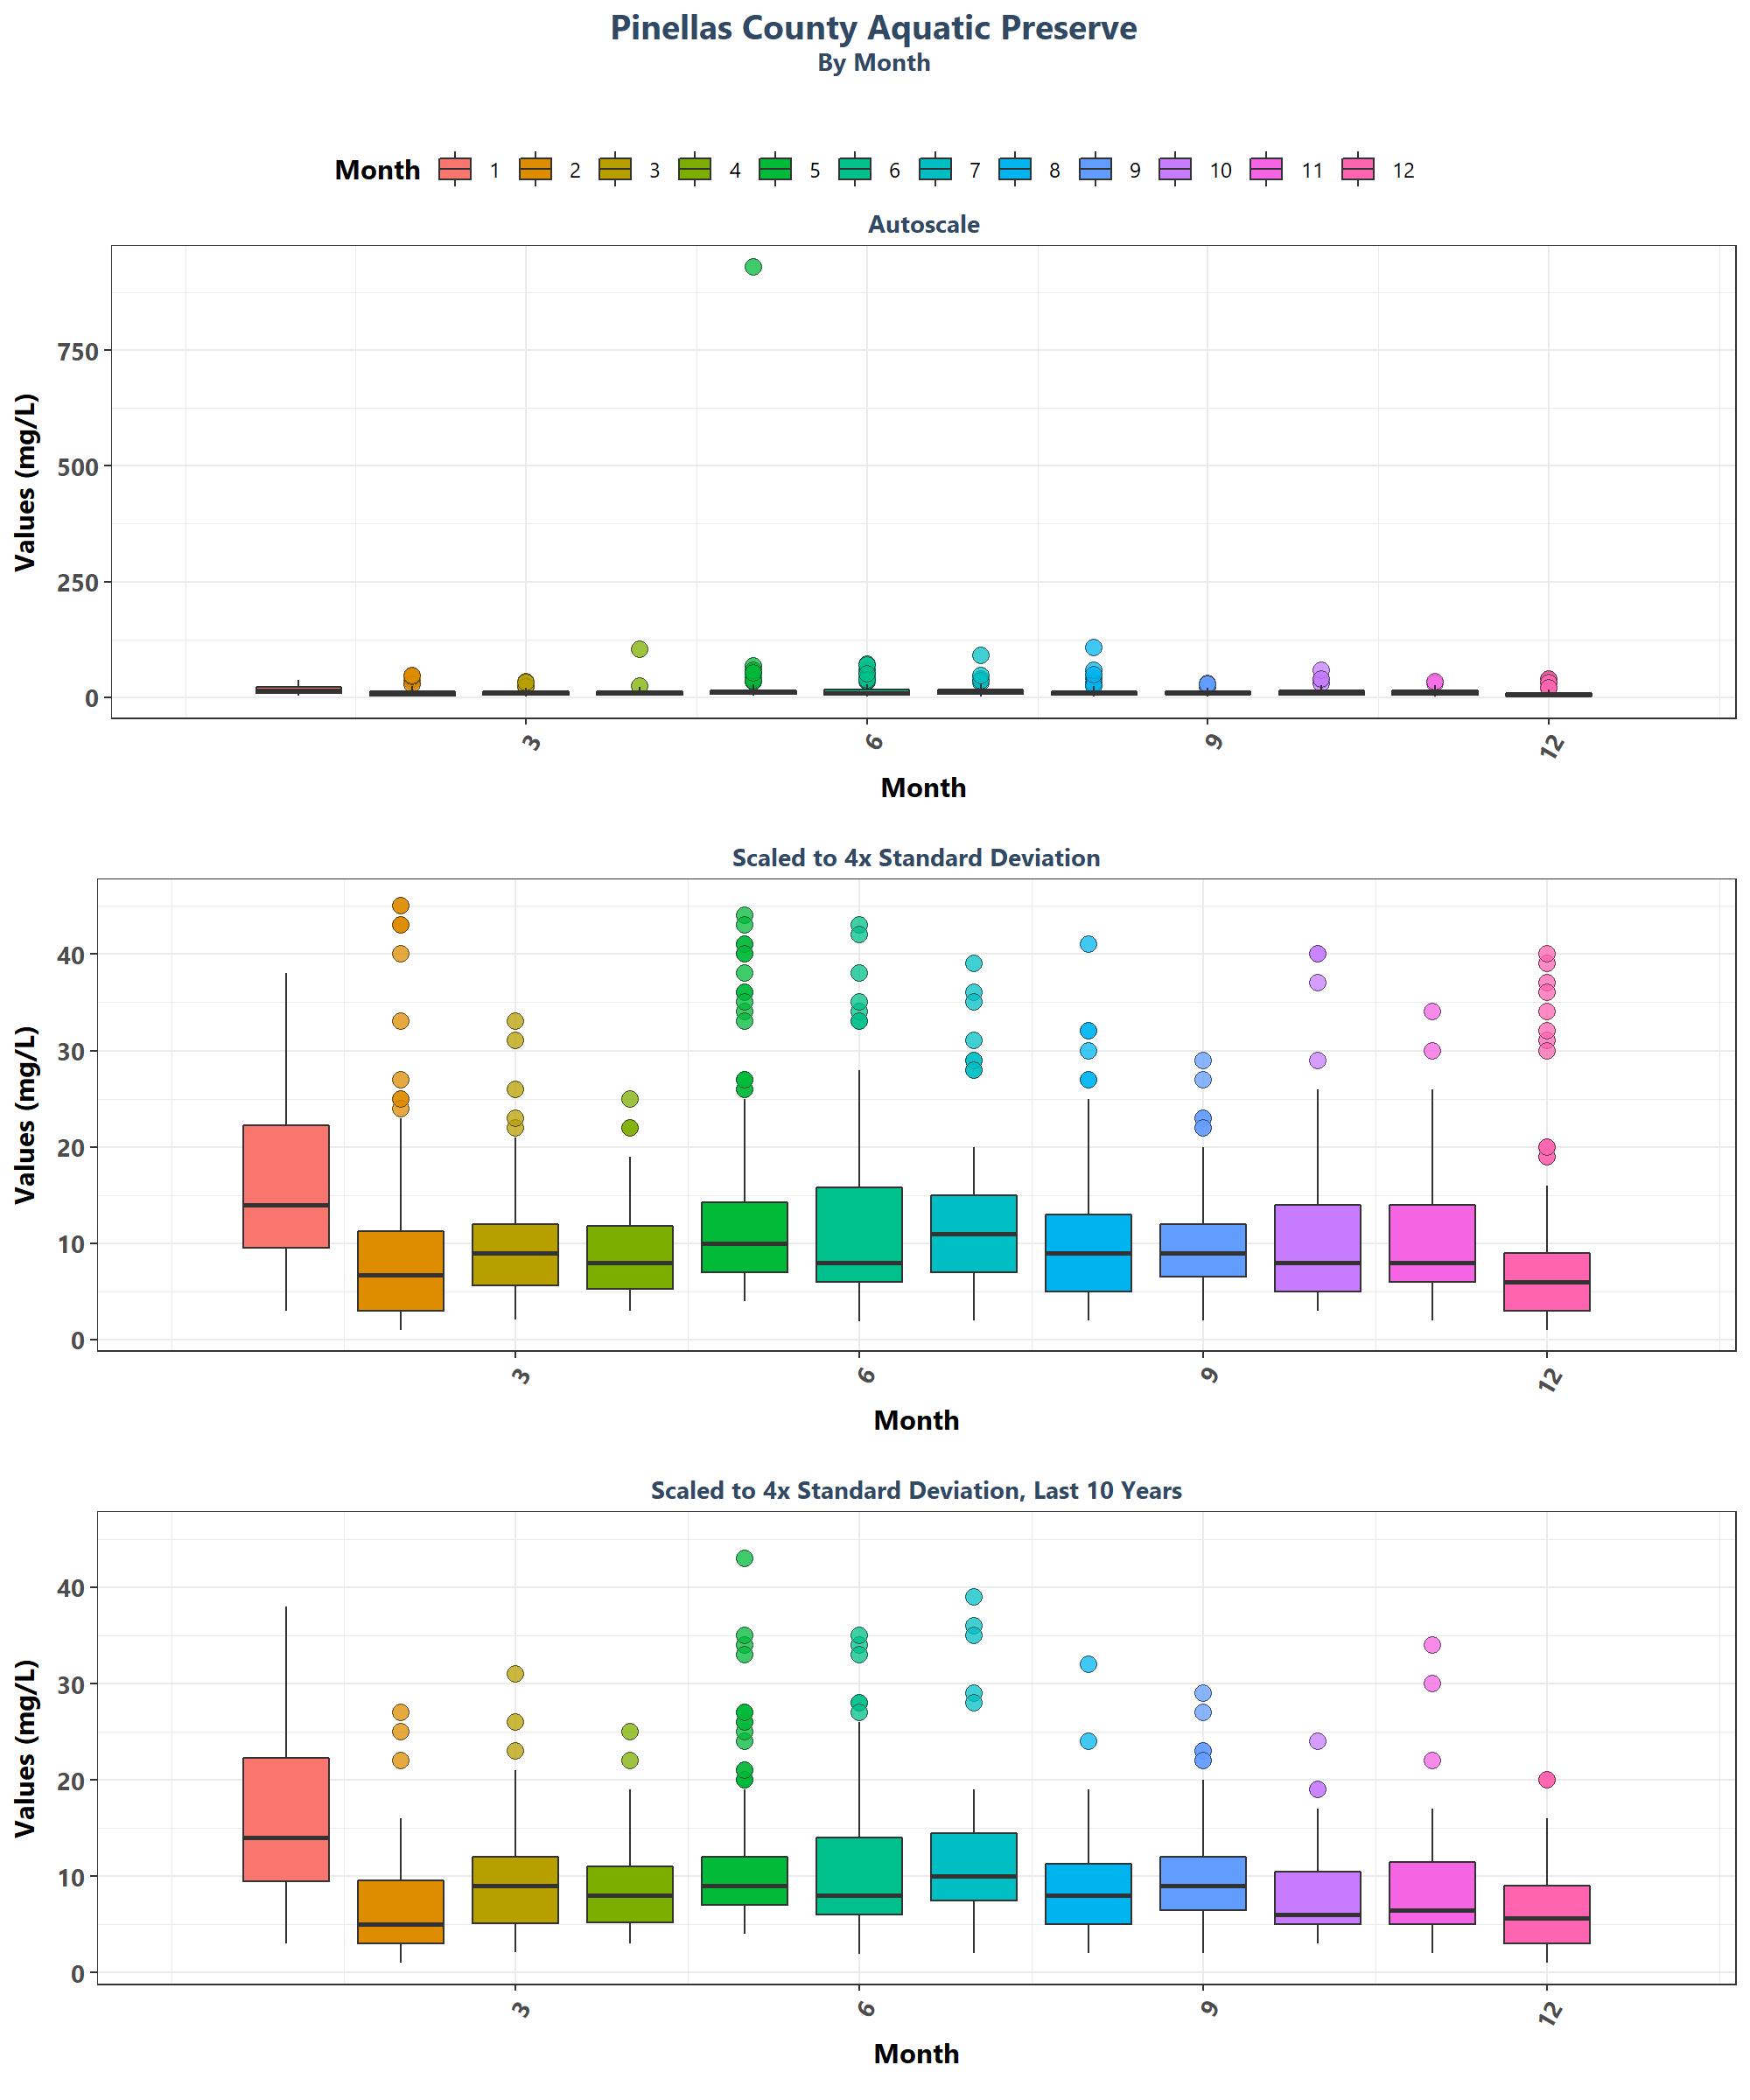 Pinellas County Aquatic Preserve
By Month
Month 1 2 3 4 5 6 7 8 9 10 11 12
Autoscale
Values (mg/L)
750
500
250
0
3 6 9 12
Month
Scaled to 4x Standard Deviation
Values (mg/L)
40
30
20
10
0
3 6 9 12
Month
Scaled to 4x Standard Deviation, Last 10 Years
Values (mg/L)
40
30
20
10
0
3 6 9 12
Month